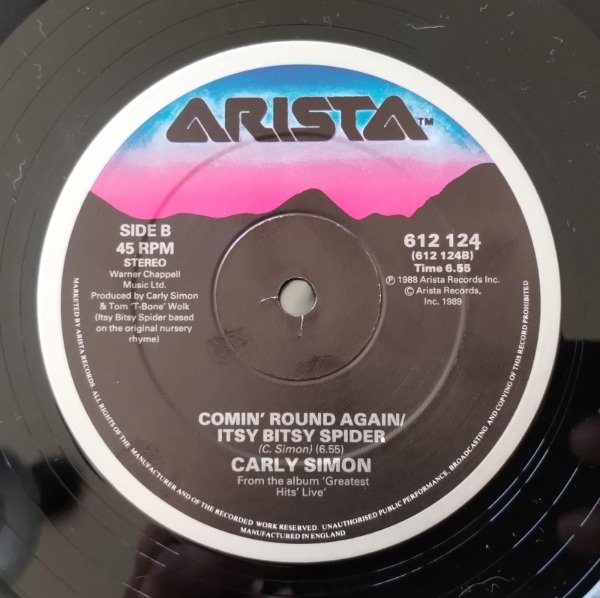 ARISTA™
SIDE B
45 RPM
STEREO
Warner Chappell
Music Ltd.
Produced by Carly Simon
& Tom 'T-Bone' Wolk
(Itsy Bitsy Spider based
on the original nursery
rhyme)
612 124
(612 124B)
Time 6.55
℗ 1988 Arista Records Inc.
© Arista Records,
Inc. 1989
COMIN' ROUND AGAIN/
ITSY BITSY SPIDER
(C. Simon) (6.55)
CARLY SIMON
From the album 'Greatest
Hits' Live'
MARKETED BY ARISTA RECORDS. ALL RIGHTS OF THE MANUFACTURER AND OF THE RECORDED WORK RESERVED. UNAUTHORISED PUBLIC PERFORMANCE, BROADCASTING AND COPYING OF THIS RECORD PROHIBITED
MANUFACTURED IN ENGLAND